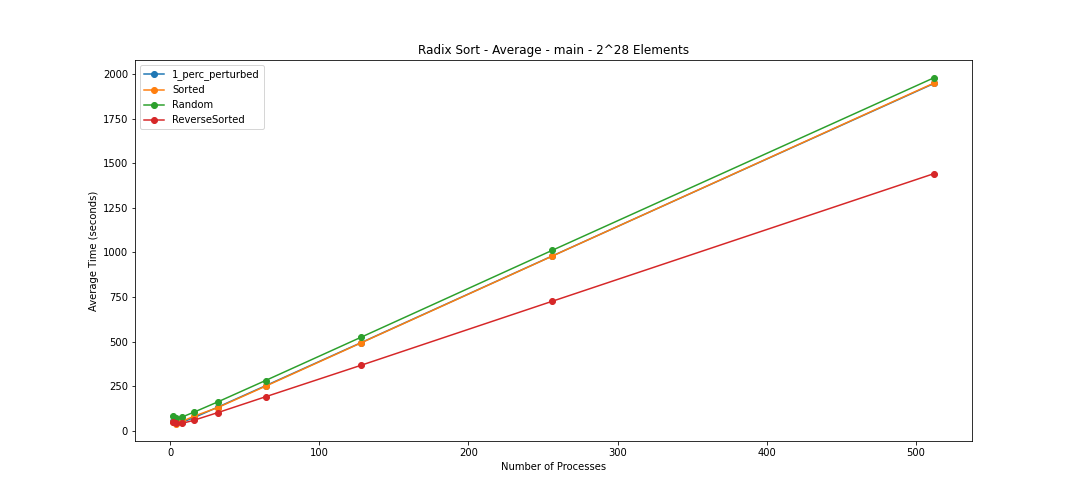 Radix Sort - Average - main - 2^28 Elements
1_perc_perturbed
Sorted
Random
ReverseSorted
Average Time (seconds)
2000
1750
1500
1250
1000
750
500
250
0
0 100 200 300 400 500
Number of Processes